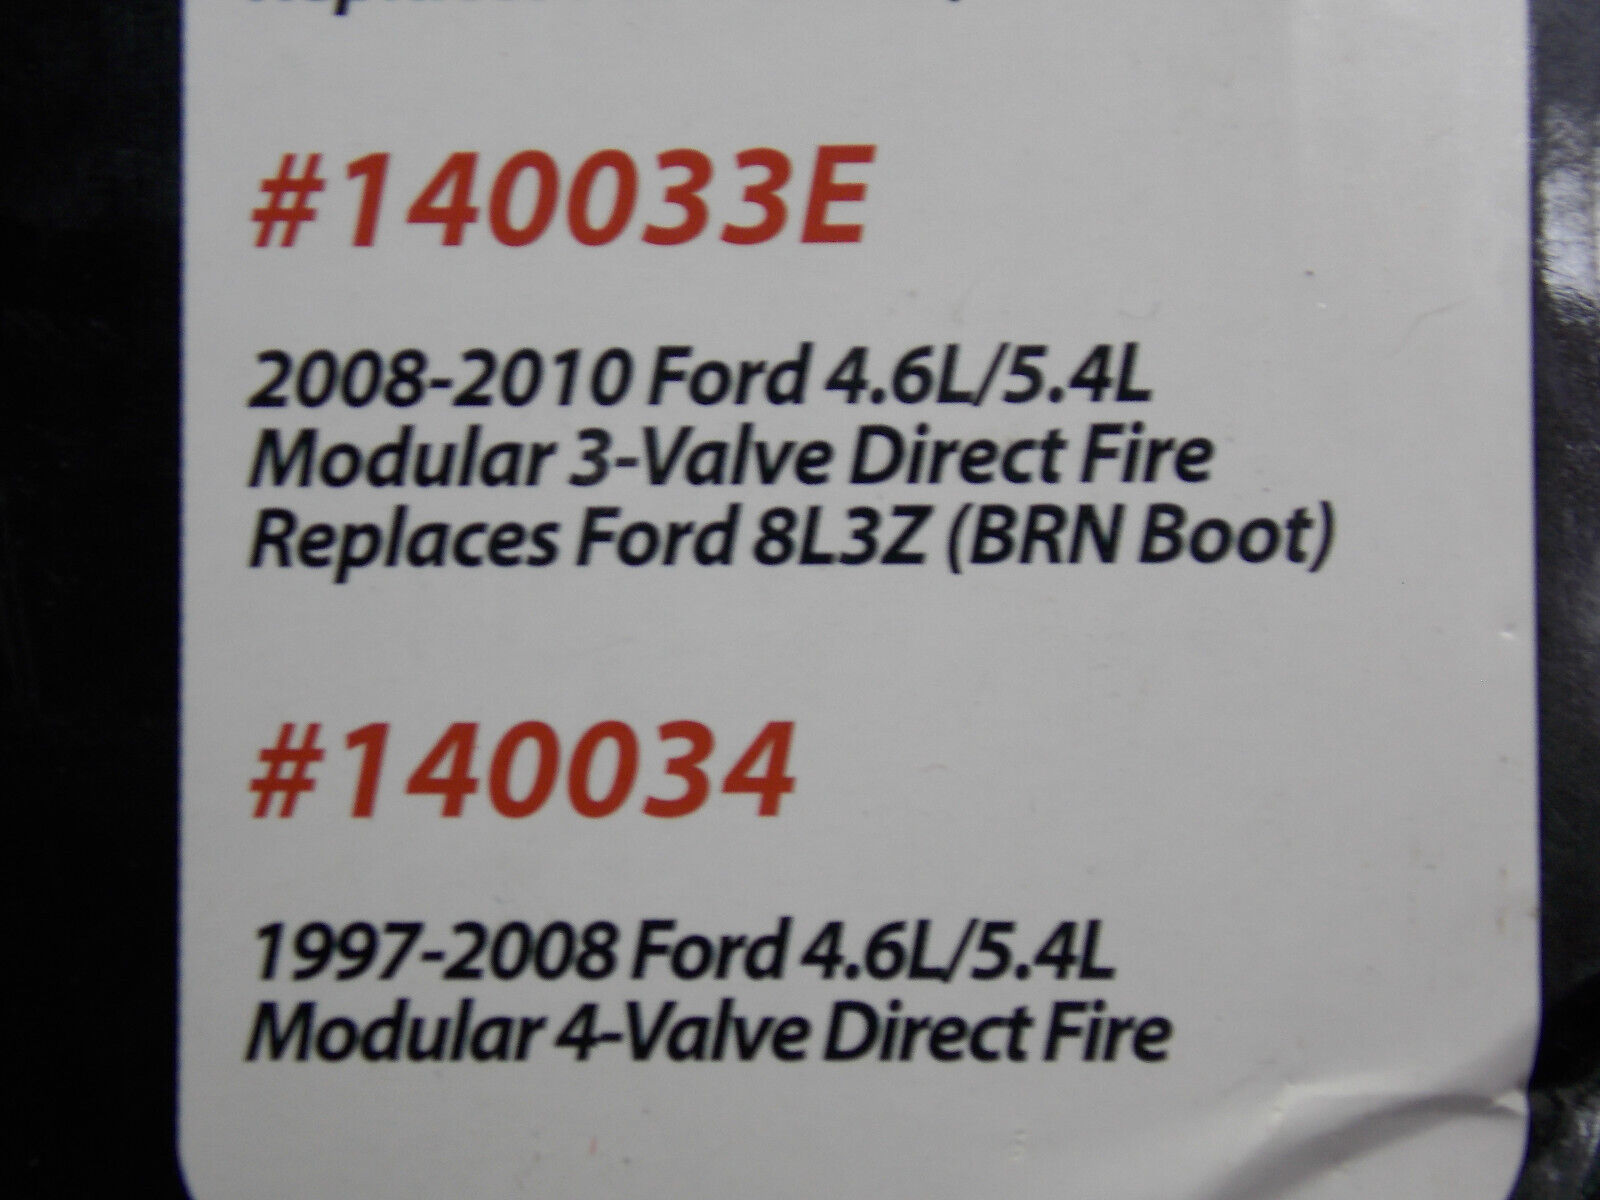 #140033E
2008-2010 Ford 4.6L/5.4L
Modular 3-Valve Direct Fire
Replaces Ford 8L3Z (BRN Boot)
#140034
1997-2008 Ford 4.6L/5.4L
Modular 4-Valve Direct Fire